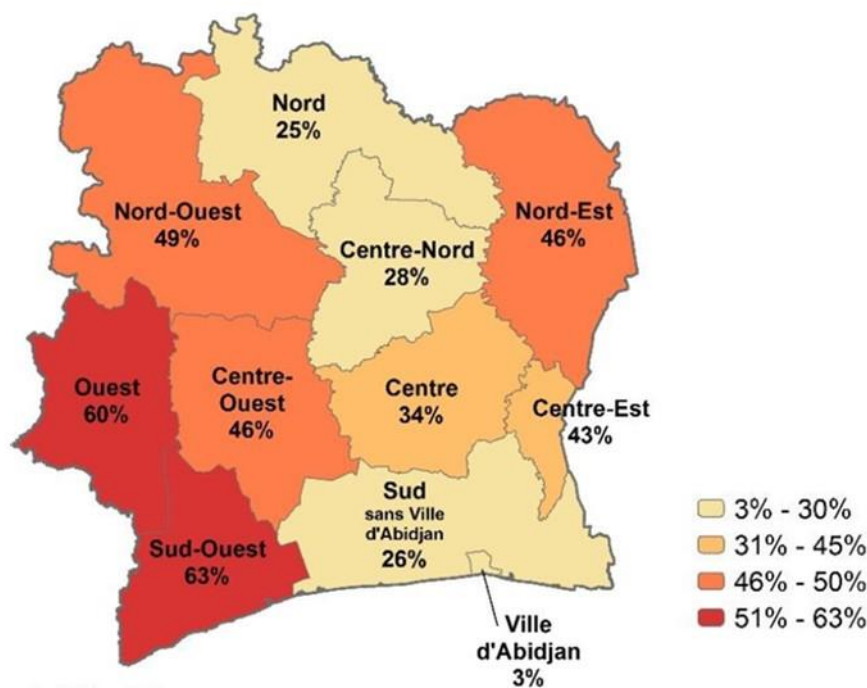 Nord
25%
Nord-Ouest
49%
Nord-Est
46%
Centre-Nord
28%
Ouest
60%
Centre-
Ouest
46%
Centre
34%
Centre-Est
43%
Sud
sans Ville
d'Abidjan
26%
Sud-Ouest
63%
Ville
d'Abidjan
3%
3% - 30%
31% - 45%
46% - 50%
51% - 63%